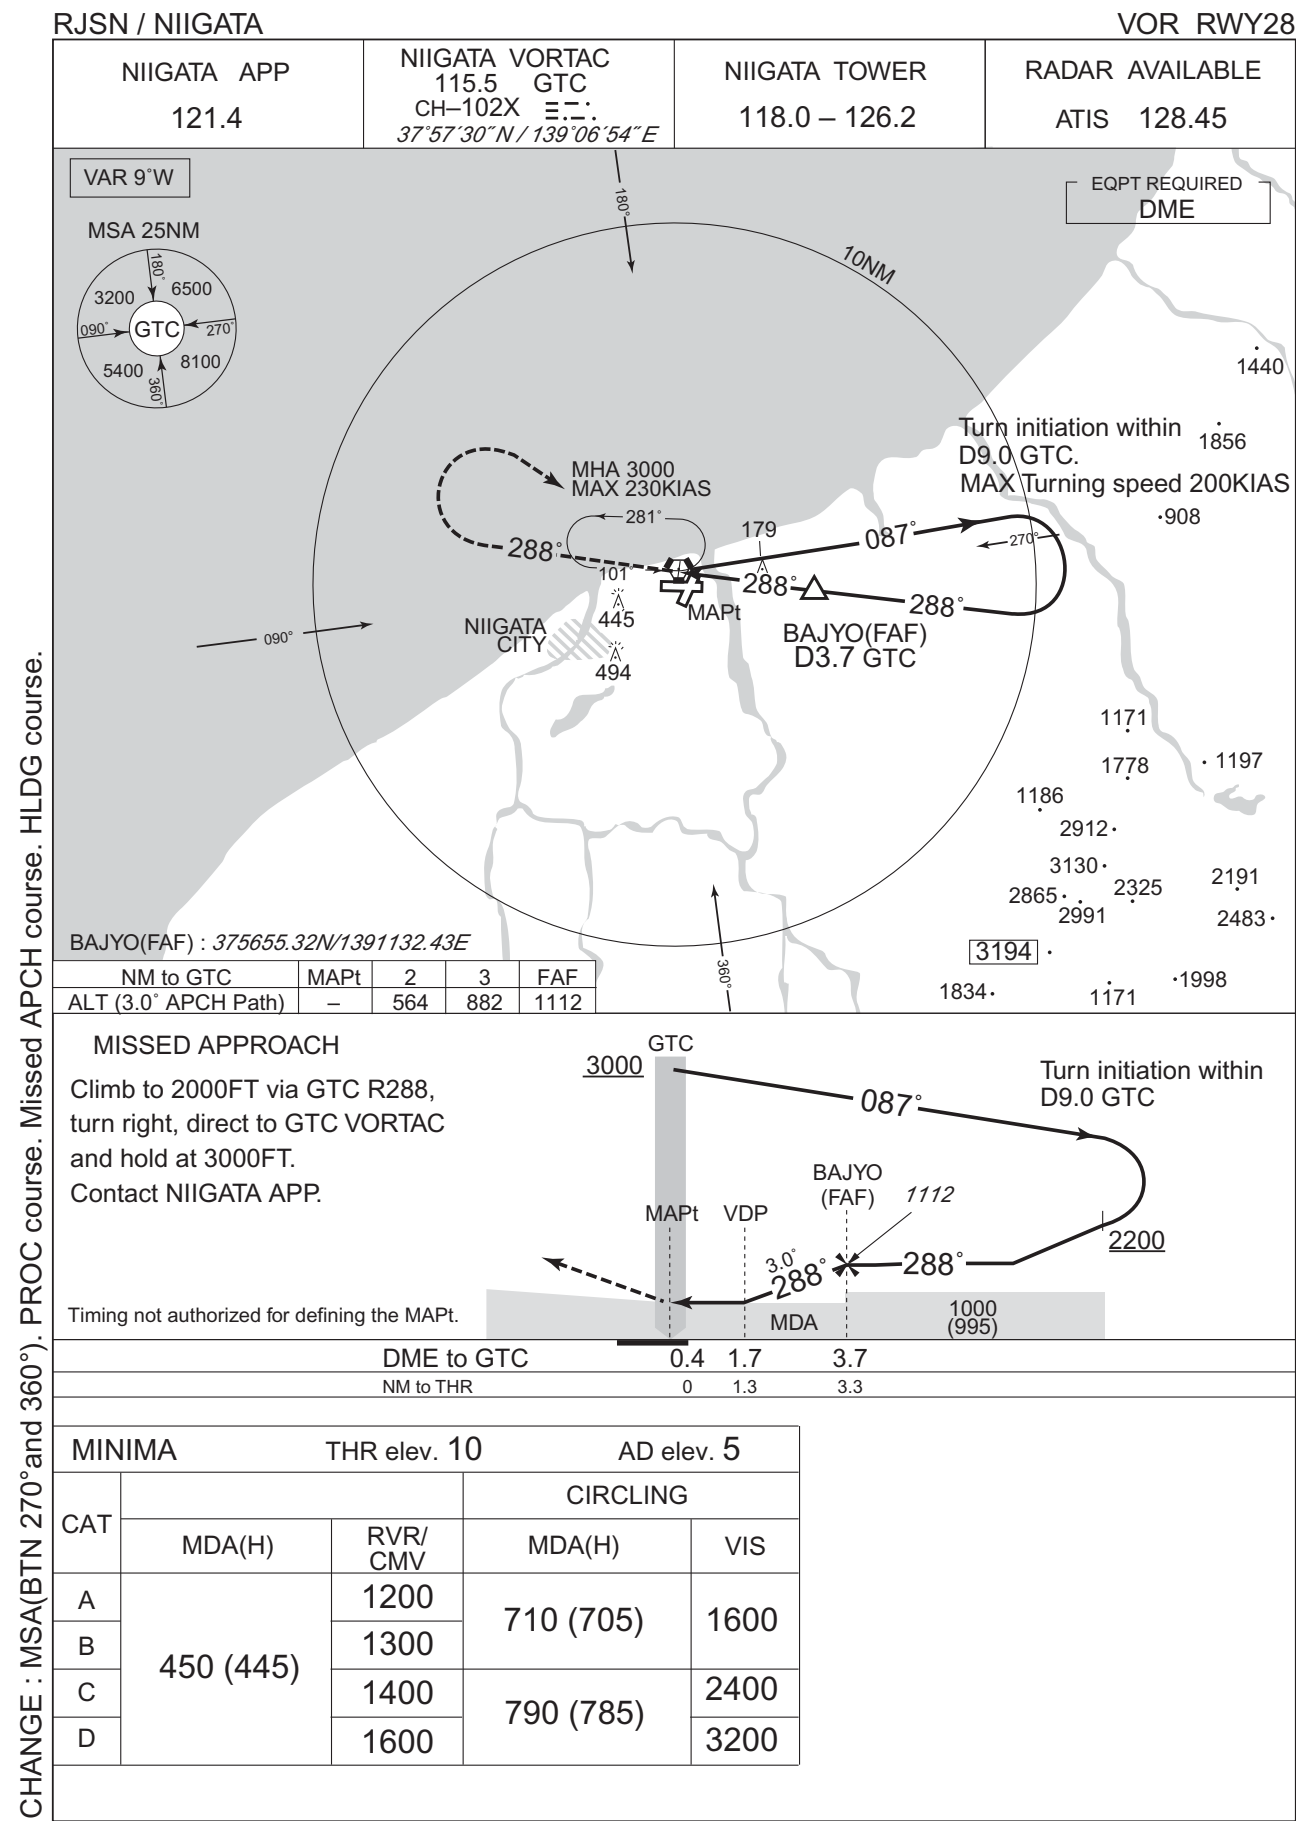 RJSN / NIIGATA
VOR RWY28
NIIGATA APP
121.4
NIIGATA VORTAC
115.5 GTC
CH–102X
37°57′30″N / 139°06′54″E
NIIGATA TOWER
118.0 – 126.2
RADAR AVAILABLE
ATIS 128.45
VAR 9°W
EQPT REQUIRED
DME
MSA 25NM
180°
3200
6500
090°
GTC
270°
5400
8100
360°
180°
10NM
1440
Turn initiation within
D9.0 GTC.
MAX Turning speed 200KIAS
1856
908
MHA 3000
MAX 230KIAS
281°
179
087°
270°
288°
101°
288°
288°
445
MAPt
NIIGATA
CITY
494
BAJYO(FAF)
D3.7 GTC
090°
1171
1778
1197
1186
2912
3130
2865
2325
2191
2991
2483
3194
1998
1834
1171
360°
BAJYO(FAF) : 375655.32N/1391132.43E
NM to GTC MAPt 2 3 FAF
ALT (3.0° APCH Path) – 564 882 1112
MISSED APPROACH
Climb to 2000FT via GTC R288,
turn right, direct to GTC VORTAC
and hold at 3000FT.
Contact NIIGATA APP.
Timing not authorized for defining the MAPt.
GTC
3000
087°
Turn initiation within
D9.0 GTC
BAJYO
(FAF)
1112
MAPt
VDP
2200
3.0°
288°
288°
MDA
1000
(995)
DME to GTC 0.4 1.7 3.7
NM to THR 0 1.3 3.3
MINIMA THR elev. 10 AD elev. 5
CAT
CIRCLING
MDA(H)
RVR/
CMV
MDA(H)
VIS
A
1200
B
1300
C
1400
D
1600
450 (445)
710 (705)
1600
790 (785)
2400
3200
CHANGE : MSA(BTN 270°and 360°). PROC course. Missed APCH course. HLDG course.